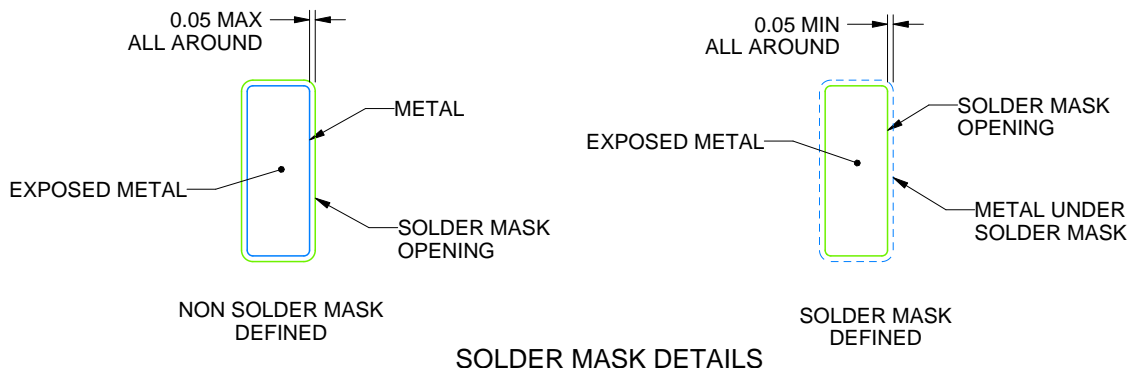 0.05 MAX
ALL AROUND
METAL
EXPOSED METAL
SOLDER MASK
OPENING
NON SOLDER MASK
DEFINED
0.05 MIN
ALL AROUND
SOLDER MASK
OPENING
EXPOSED METAL
METAL UNDER
SOLDER MASK
SOLDER MASK
DEFINED
SOLDER MASK DETAILS